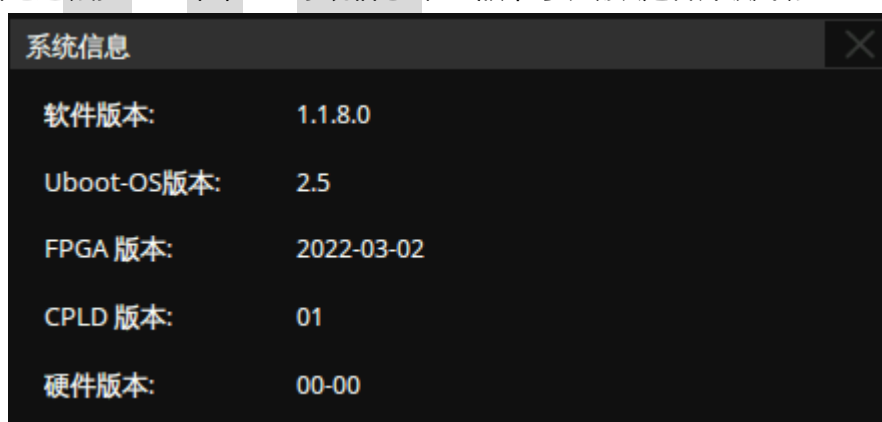 系统信息
软件版本: 1.1.8.0
Uboot-OS版本: 2.5
FPGA 版本: 2022-03-02
CPLD 版本: 01
硬件版本: 00-00